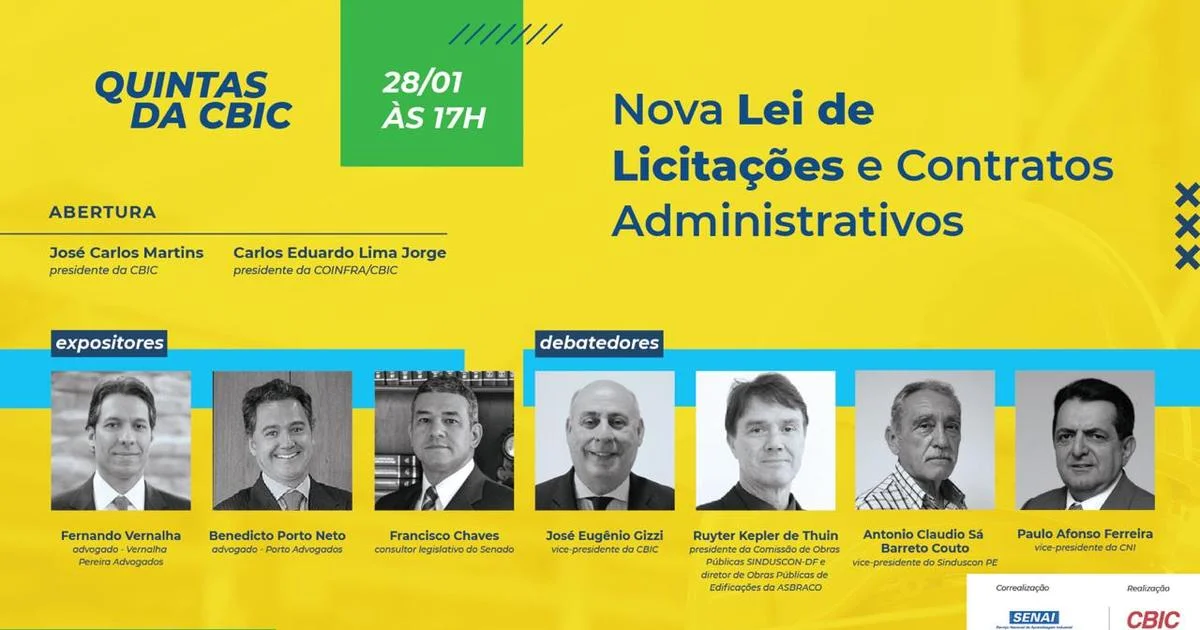 QUINTAS
DA CBIC
28/01
ÀS 17H
Nova Lei de
Licitações e Contratos
Administrativos
ABERTURA
José Carlos Martins
presidente da CBIC
Carlos Eduardo Lima Jorge
presidente da COINFRA/CBIC
expositores
Fernando Vernalha
advogado - Vernalha
Pereira Advogados
Benedicto Porto Neto
advogado - Porto Advogados
Francisco Chaves
consultor legislativo do Senado
debatedores
José Eugênio Gizzi
vice-presidente da CBIC
Ruyter Kepler de Thuin
presidente da Comissão de Obras
Públicas SINDUSCON-DF e
diretor de Obras Públicas de
Edificações da ASBRACO
Antonio Claudio Sá
Barreto Couto
vice-presidente do Sinduscon PE
Paulo Afonso Ferreira
vice-presidente da CNI
Correalização
SENAI
Serviço Nacional de Aprendizagem Industrial
Realização
CBIC